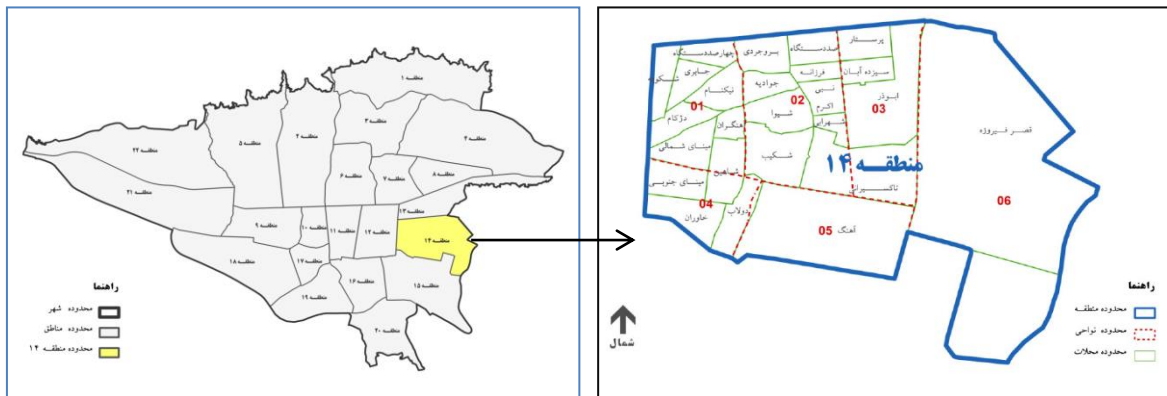 منطقه ۱
منطقه ۲
منطقه ۳
منطقه ۴
منطقه ۵
منطقه ۶
منطقه ۷
منطقه ۸
منطقه ۲۲
منطقه ۲۱
منطقه ۱۳
منطقه ۹
منطقه ۱۰
منطقه ۱۱
منطقه ۱۲
منطقه ۱۴
منطقه ۱۸
منطقه ۱۷
منطقه ۱۶
منطقه ۱۵
منطقه ۱۹
منطقه ۲۰
راهنما
محدوده شهر
محدوده مناطق
محدوده منطقه ۱۴
پرستار
صددستگاه
بروجردی
چهارصددستگاه
سیزده آبان
فرزانه
جابری
شکوفه
جوادیه
نبی
ابوذر
نیکنام
01
02
03
اکرم
شیوا
دژکام
شهرابی
هنگران
قصر فیروزه
مینای شمالی
شکیب
منطقه ۱۴
شاهین
مینای جنوبی
تاکسیرانی
06
04
دولاب
خاوران
05
آهنگ
راهنما
محدوده منطقه
محدوده نواحی
محدوده محلات
شمال